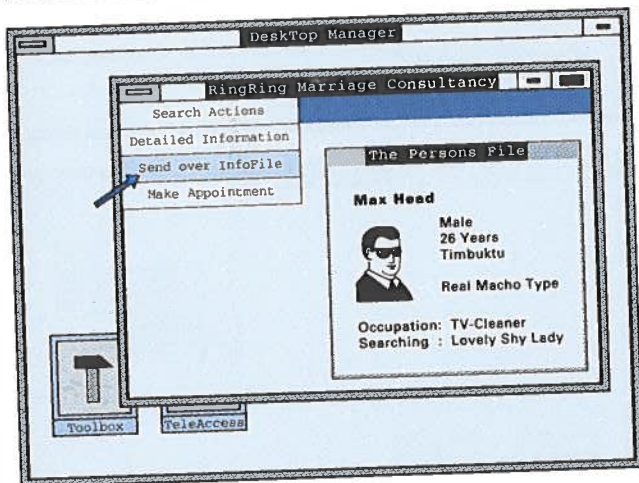 DeskTop Manager
RingRing Marriage Consultancy
Search Actions
Detailed Information
Send over InfoFile
Make Appointment
The Persons File
Max Head
Male
26 Years
Timbuktu
Real Macho Type
Occupation: TV-Cleaner
Searching : Lovely Shy Lady
Toolbox
TeleAccess